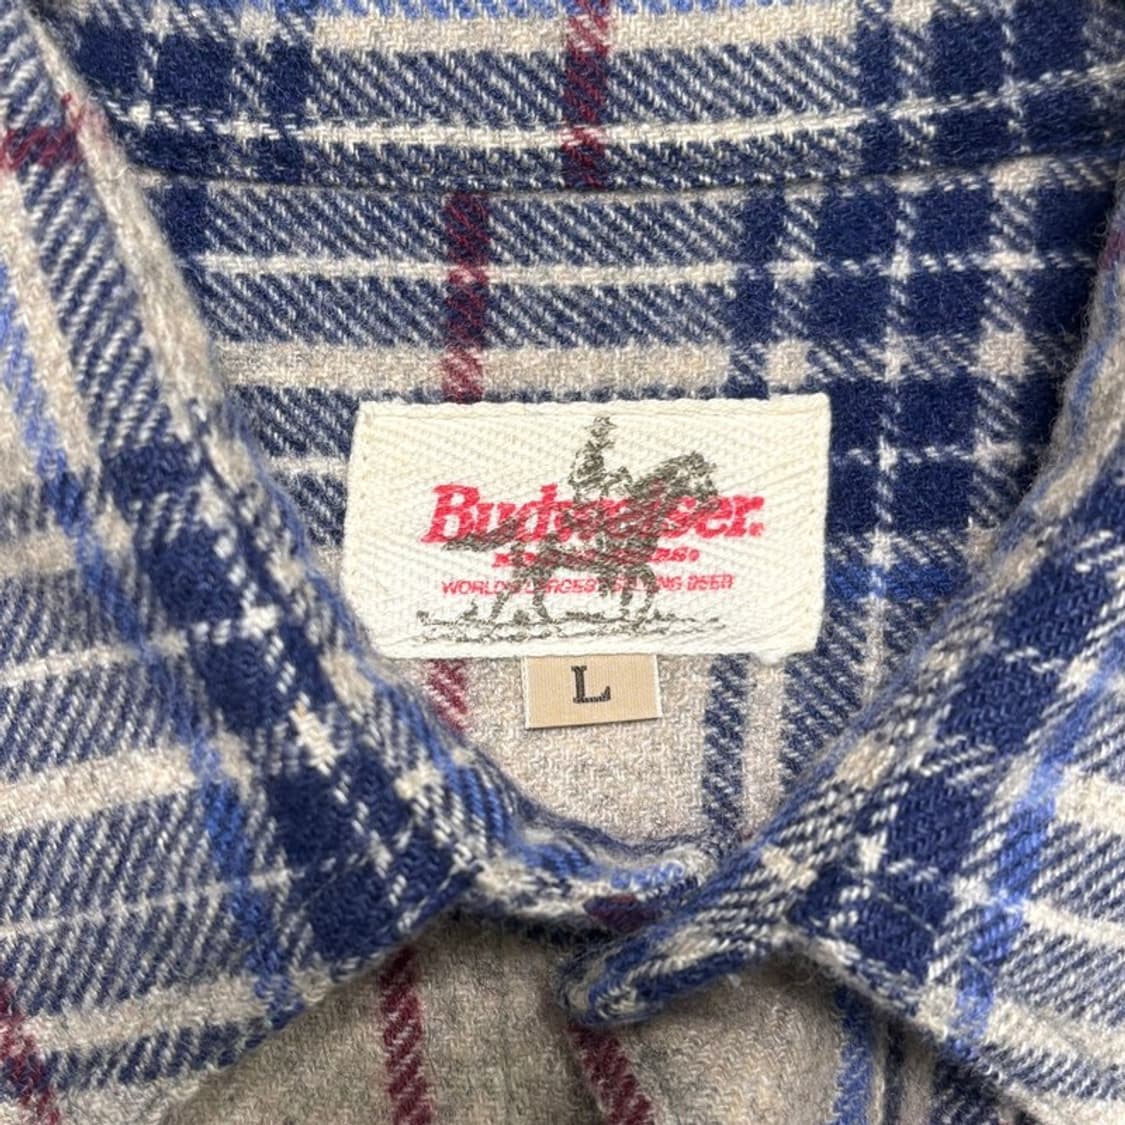 Budweiser.
WORLD'S LARGEST SELLING BEER
L